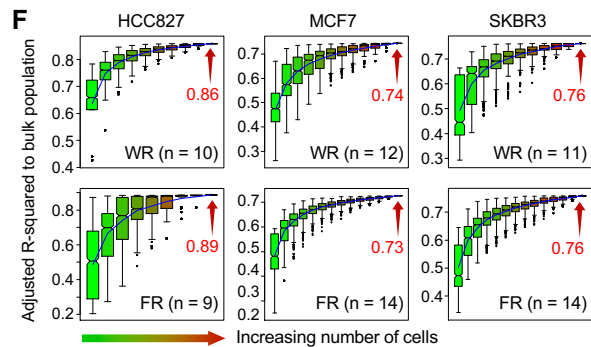 F
HCC827
MCF7
SKBR3
Adjusted R-squared to bulk population
0.8
0.7
0.6
0.5
0.4
0.86
WR (n = 10)
0.7
0.6
0.5
0.4
0.3
0.74
WR (n = 12)
0.7
0.6
0.5
0.4
0.3
0.76
WR (n = 11)
0.8
0.6
0.4
0.2
0.89
FR (n = 9)
0.7
0.6
0.5
0.4
0.3
0.2
0.73
FR (n = 14)
0.7
0.6
0.5
0.4
0.76
FR (n = 14)
Increasing number of cells